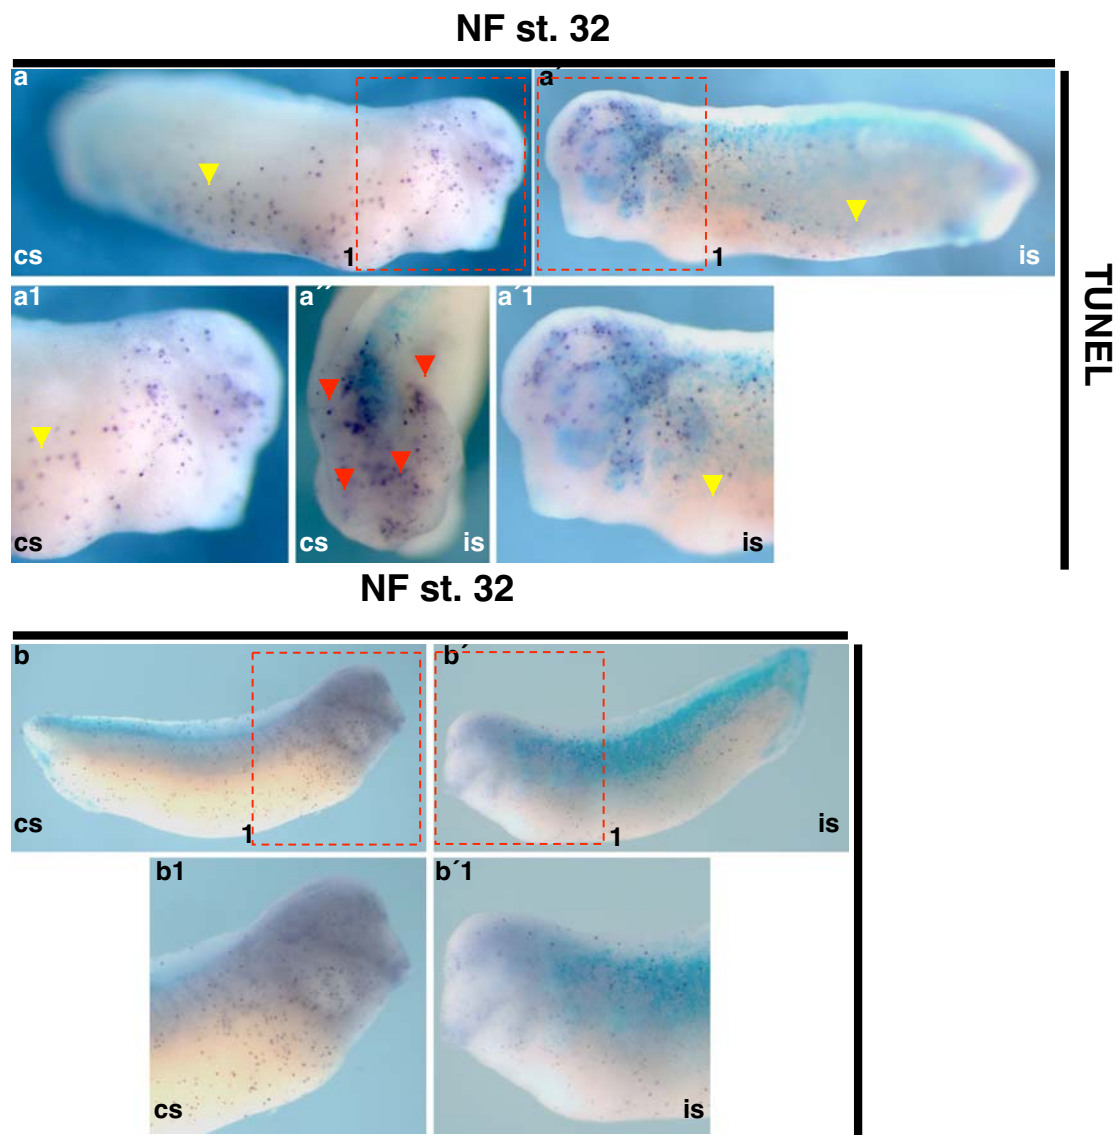 NF st. 32
a
a´
cs
1
1
is
TUNEL
a1
a´´
a´1
cs
cs
is
is
NF st. 32
b
b´
cs
1
1
is
b1
b´1
cs
is